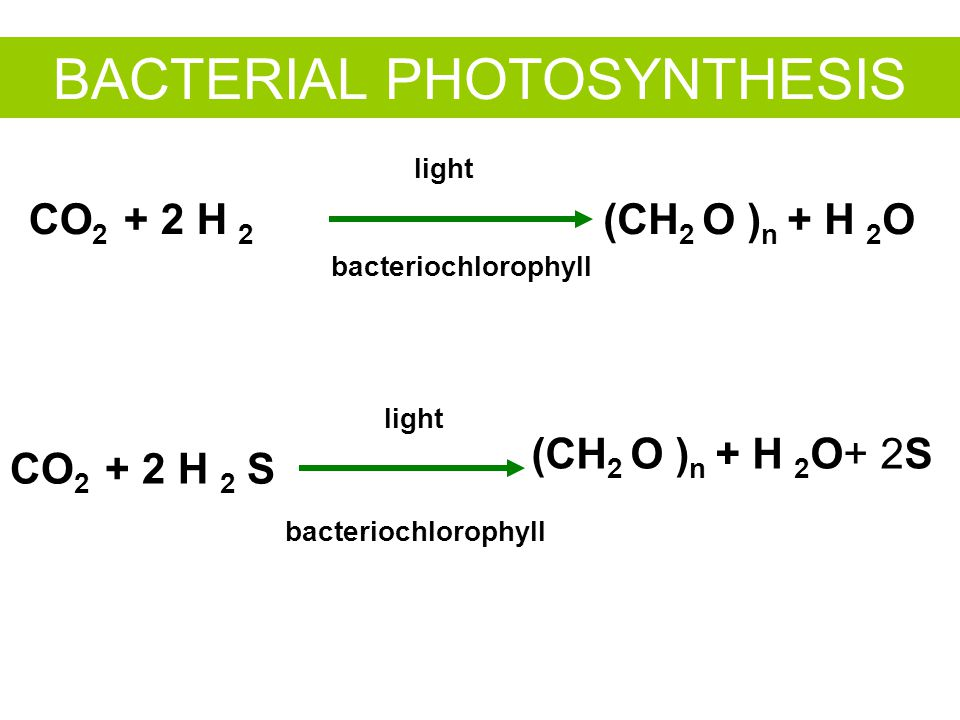 BACTERIAL PHOTOSYNTHESIS
light
CO₂ + 2 H ₂ (CH₂ O )ₙ + H ₂O
bacteriochlorophyll
light
CO₂ + 2 H ₂ S (CH₂ O )ₙ + H ₂O+ 2S
bacteriochlorophyll